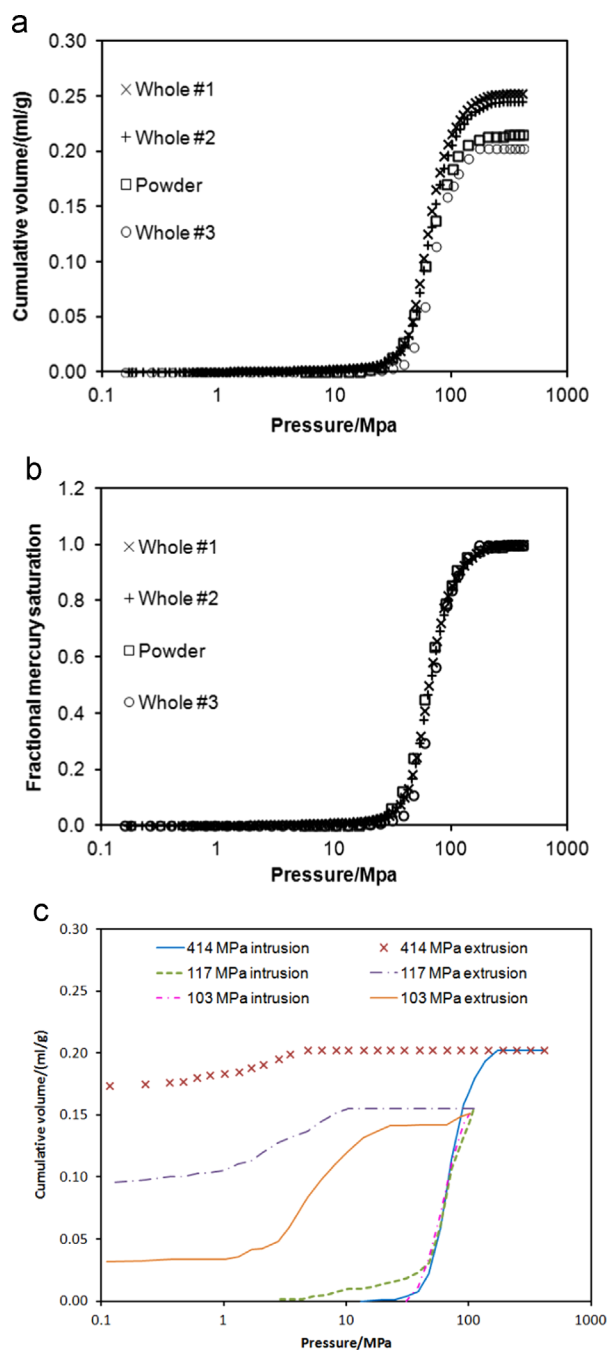 a
0.30
0.25
0.20
0.15
0.10
0.05
0.00
Cumulative volume/(ml/g)
× Whole #1
+ Whole #2
□ Powder
○ Whole #3
0.1 1 10 100 1000
Pressure/Mpa
b
1.2
1.0
0.8
0.6
0.4
0.2
0.0
Fractional mercury saturation
× Whole #1
+ Whole #2
□ Powder
○ Whole #3
0.1 1 10 100 1000
Pressure/Mpa
c
0.30
0.25
0.20
0.15
0.10
0.05
0.00
Cumulative volume/(ml/g)
414 MPa intrusion × 414 MPa extrusion
117 MPa intrusion 117 MPa extrusion
103 MPa intrusion 103 MPa extrusion
0.1 1 10 100 1000
Pressure/MPa